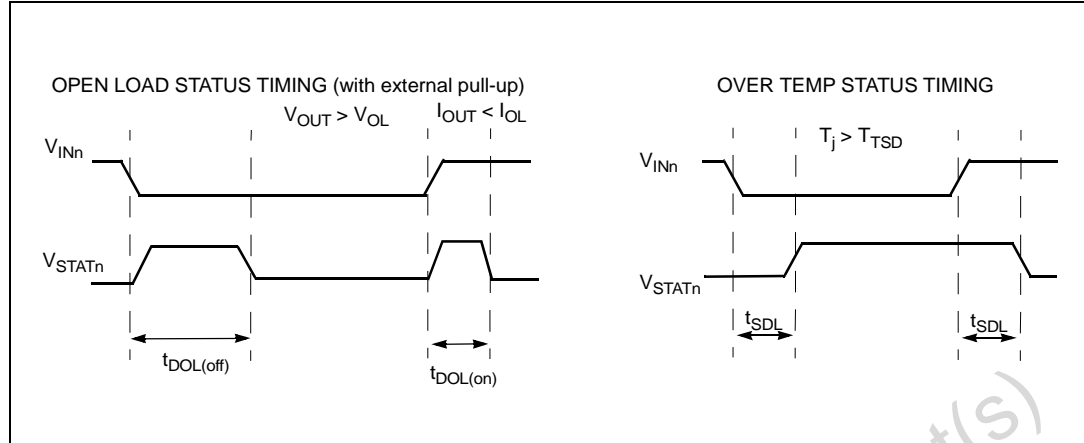 OPEN LOAD STATUS TIMING (with external pull-up)
V_OUT > V_OL
I_OUT < I_OL
V_INn
V_STATn
t_DOL(off)
t_DOL(on)
OVER TEMP STATUS TIMING
T_j > T_TSD
V_INn
V_STATn
t_SDL
t_SDL
t(s)